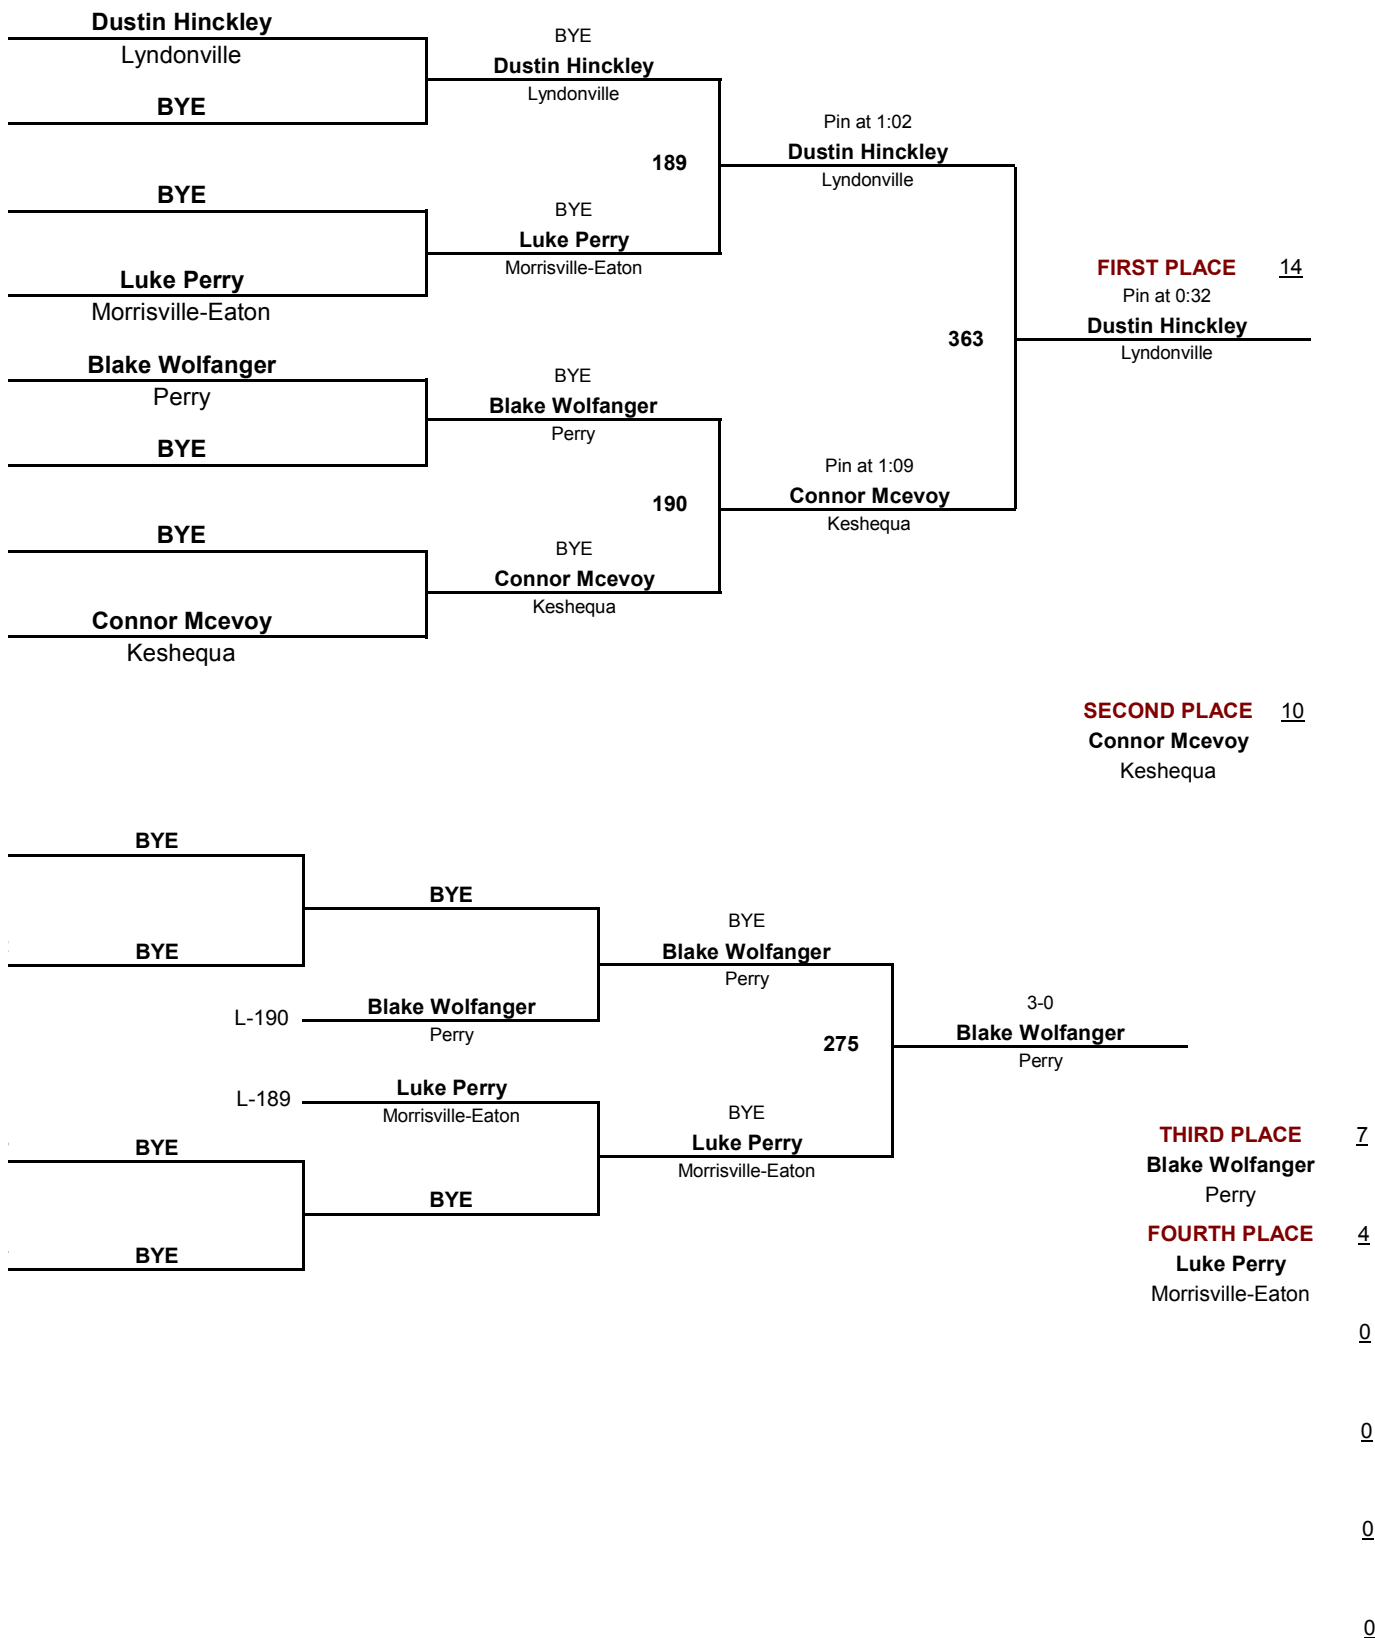 Dustin Hinckley
Lyndonville
BYE
BYE
Dustin Hinckley
Lyndonville
189
Pin at 1:02
Dustin Hinckley
Lyndonville
BYE
BYE
Luke Perry
Morrisville-Eaton
Luke Perry
Morrisville-Eaton
FIRST PLACE 14
Pin at 0:32
Dustin Hinckley
Lyndonville
363
Blake Wolfanger
Perry
BYE
BYE
Blake Wolfanger
Perry
190
Pin at 1:09
Connor Mcevoy
Keshequa
BYE
BYE
Connor Mcevoy
Keshequa
Connor Mcevoy
Keshequa
SECOND PLACE 10
Connor Mcevoy
Keshequa
BYE
BYE
BYE
BYE
Blake Wolfanger
Perry
L-190
Blake Wolfanger
Perry
275
3-0
Blake Wolfanger
Perry
L-189
Luke Perry
Morrisville-Eaton
BYE
Luke Perry
Morrisville-Eaton
BYE
BYE
BYE
THIRD PLACE 7
Blake Wolfanger
Perry
FOURTH PLACE 4
Luke Perry
Morrisville-Eaton
0
0
0
0